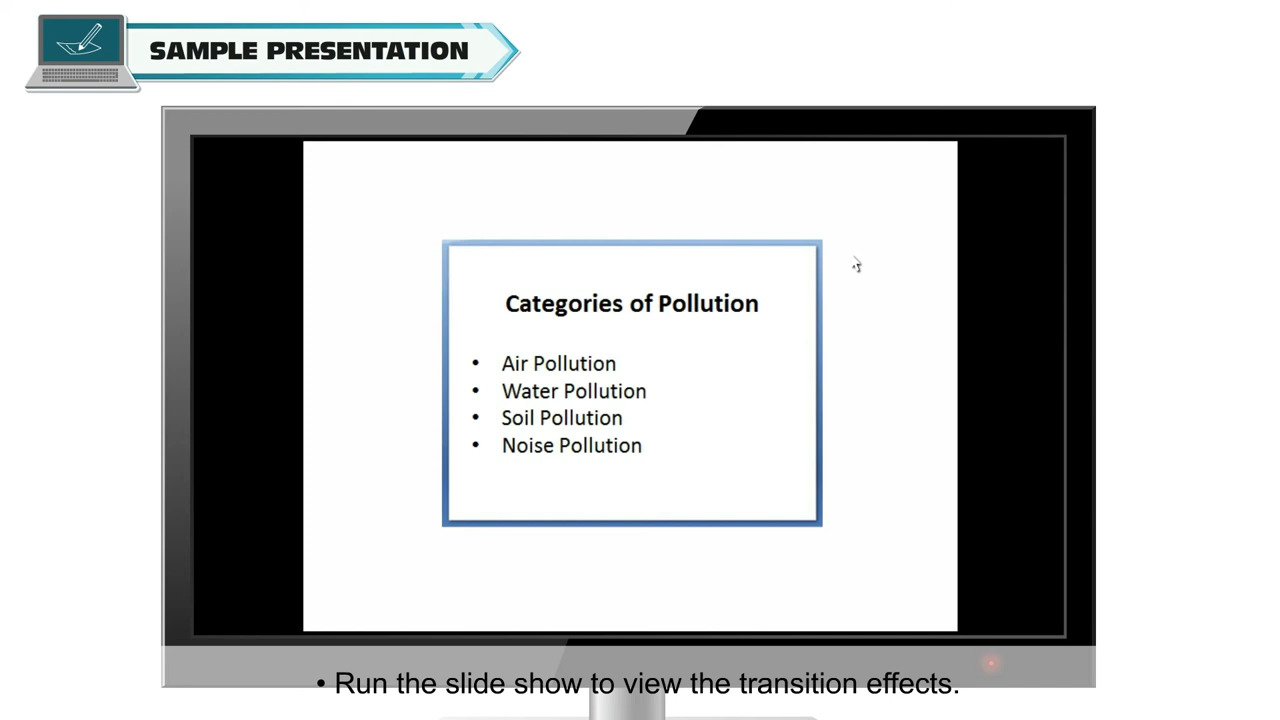 SAMPLE PRESENTATION
Categories of Pollution
• Air Pollution
• Water Pollution
• Soil Pollution
• Noise Pollution
• Run the slide show to view the transition effects.